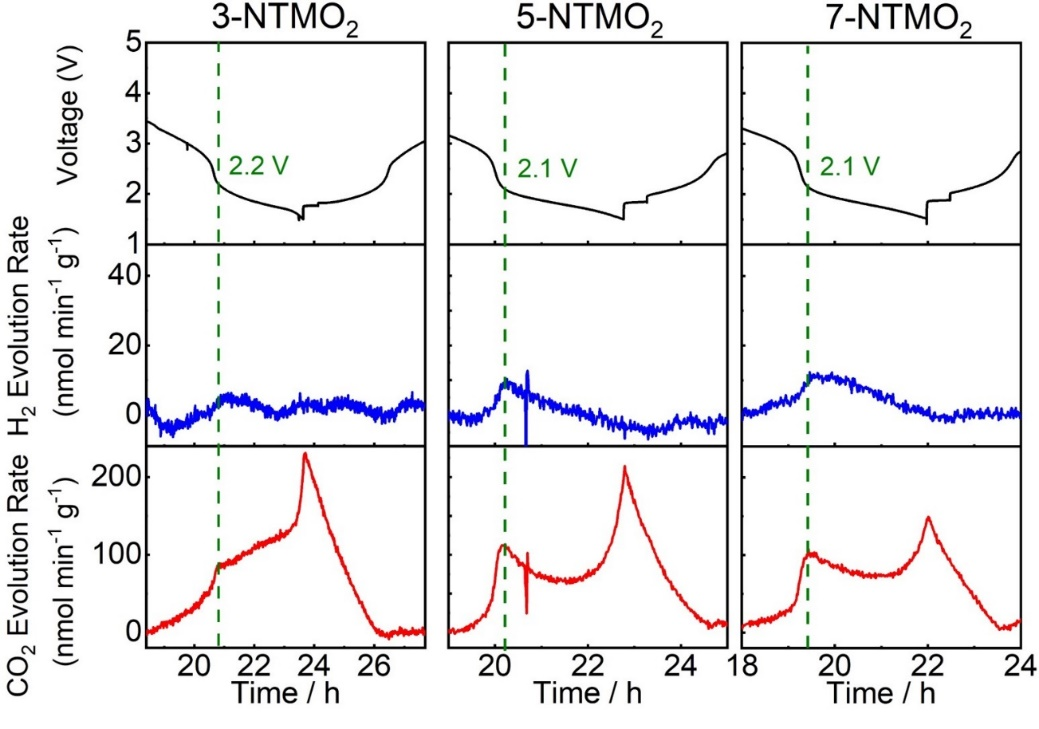 3-NTMO₂ 5-NTMO₂ 7-NTMO₂
Voltage (V)
5
4
3
2
1
2.2 V 2.1 V 2.1 V
H₂ Evolution Rate
(nmol min⁻¹ g⁻¹)
40
20
0
CO₂ Evolution Rate
(nmol min⁻¹ g⁻¹)
200
100
0
20 22 24 26 20 22 24 18 20 22 24
Time / h Time / h Time / h